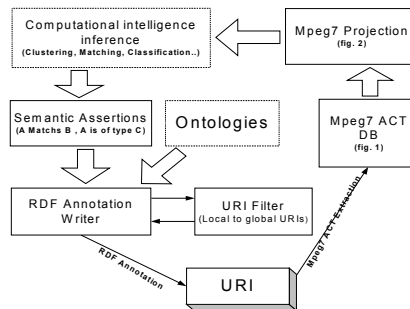 Computational intelligence
inference
(Clustering, Matching, Classification..)
Mpeg7 Projection
(fig. 2)
Semantic Assertions
(A Matchs B , A is of type C)
Ontologies
Mpeg7 ACT
DB
(fig. 1)
RDF Annotation
Writer
URI Filter
(Local to global URIs)
RDF Annotation
URI
Mpeg7 ACT Extraction